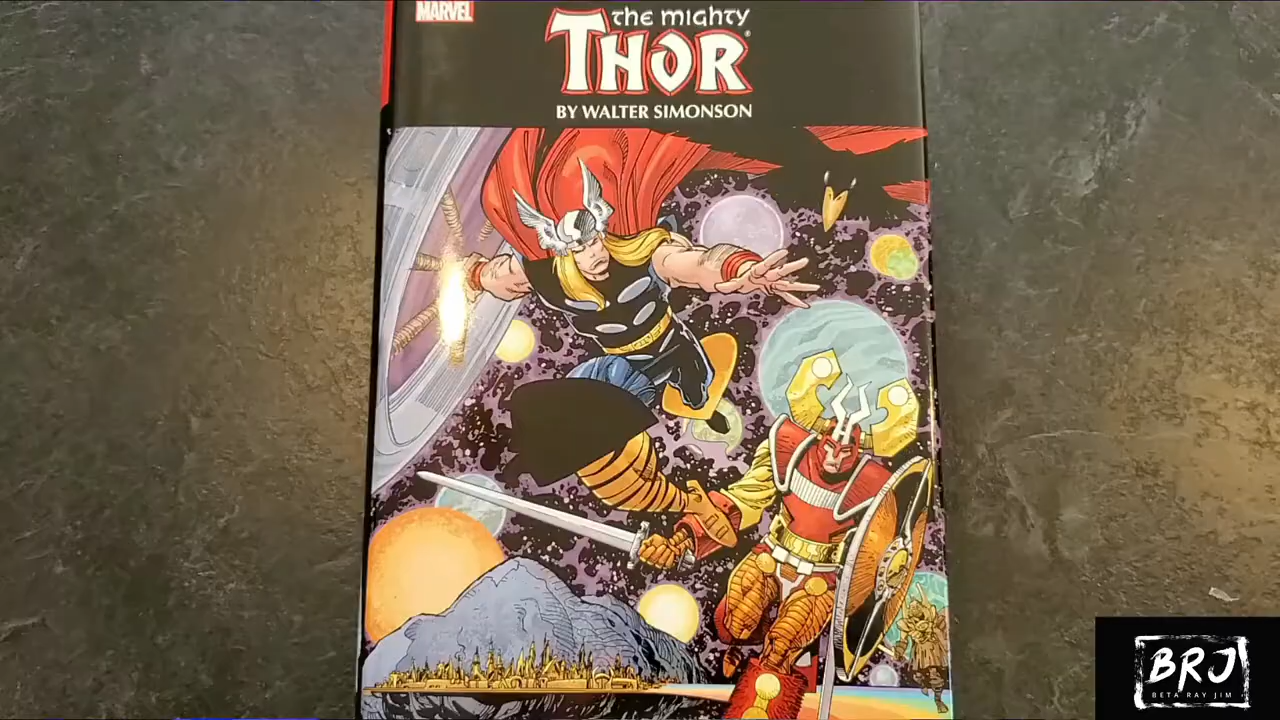 MARVEL
THE MIGHTY
THOR
BY WALTER SIMONSON
BRJ
BETA RAY JIM